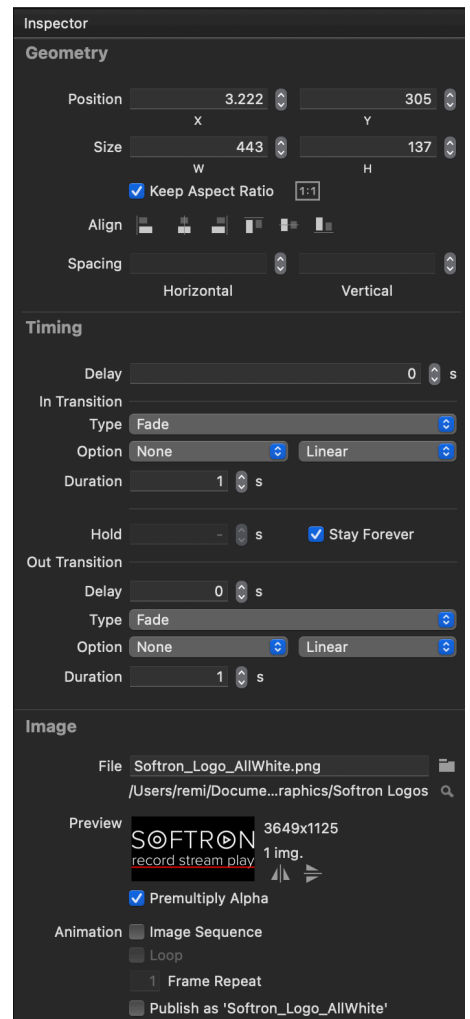 Inspector
Geometry
Position 3.222 305
X Y
Size 443 137
W H
Keep Aspect Ratio 1:1
Align
Spacing
Horizontal Vertical
Timing
Delay 0 s
In Transition
Type Fade
Option None Linear
Duration 1 s
Hold - s Stay Forever
Out Transition
Delay 0 s
Type Fade
Option None Linear
Duration 1 s
Image
File Softron_Logo_AllWhite.png
/Users/remi/Docume...raphics/Softron Logos
Preview SOFTRON 3649x1125
record stream play 1 img.
Premultiply Alpha
Animation Image Sequence
Loop
1 Frame Repeat
Publish as 'Softron_Logo_AllWhite'